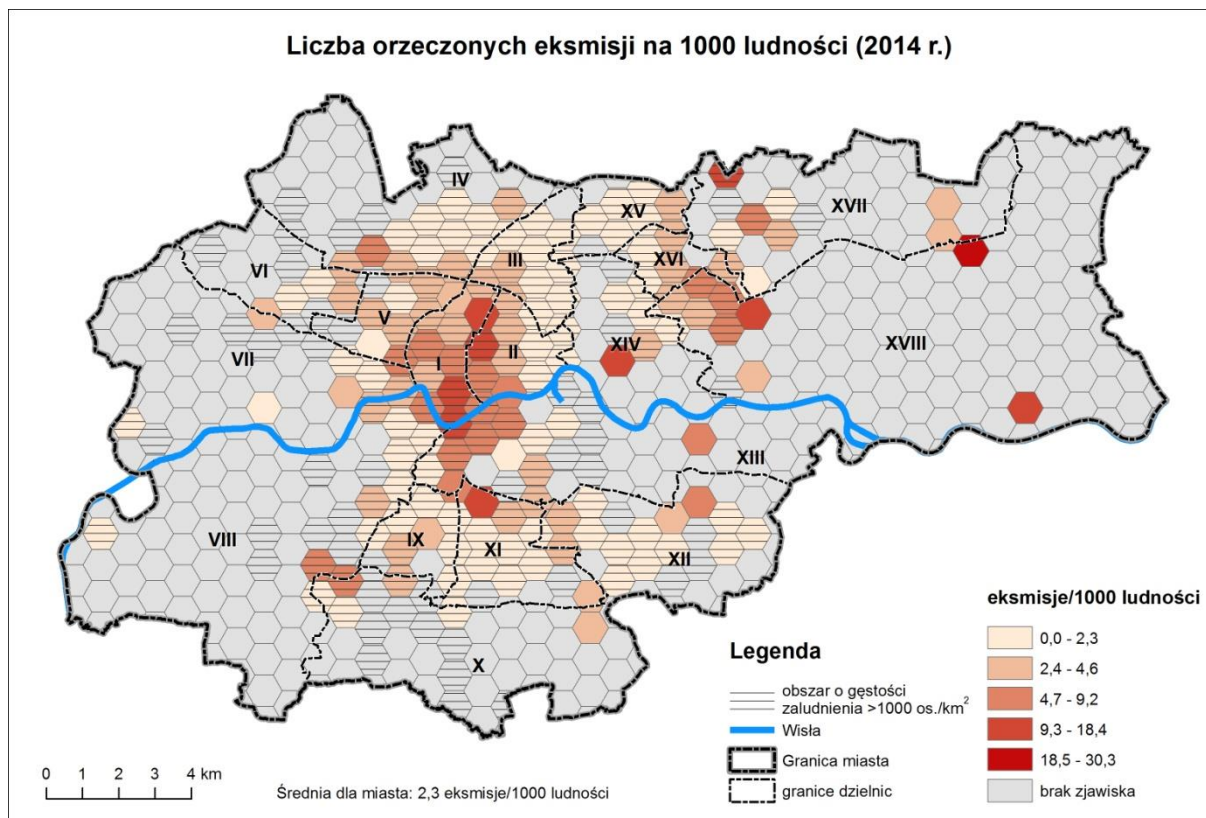 Liczba orzeczonych eksmisji na 1000 ludności (2014 r.)
IV
XVII
XV
III
XVI
VI
V
XVIII
XIV
VII
I
II
XIII
VIII
IX
XI
XII
X
eksmisje/1000 ludności
0,0 - 2,3
2,4 - 4,6
4,7 - 9,2
9,3 - 18,4
18,5 - 30,3
brak zjawiska
Legenda
obszar o gęstości
zaludnienia >1000 os./km²
Wisła
Granica miasta
granice dzielnic
0 1 2 3 4 km
Średnia dla miasta: 2,3 eksmisje/1000 ludności